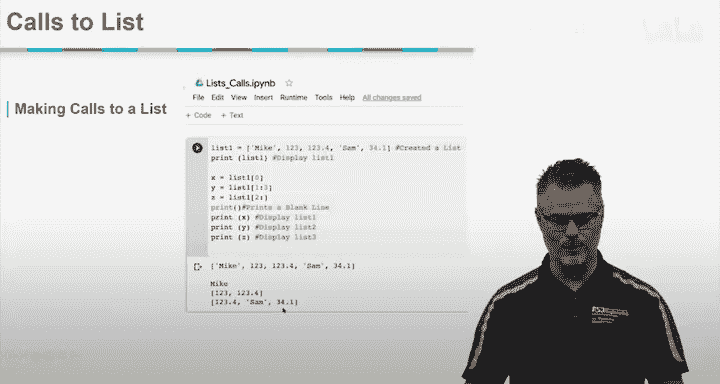 Calls to List
Making Calls to a List
Lists_Calls.ipynb
File Edit View Insert Runtime Tools Help All changes saved
+ Code + Text
list1 = ['Mike', 123, 123.4, 'Sam', 34.1] #Created a List
print (list1) #Display list1
x = list1[0]
y = list1[1:3]
z = list1[2:]
print()#Prints a Blank Line
print (x) #Display list1
print (y) #Display list2
print (z) #Display list3
['Mike', 123, 123.4, 'Sam', 34.1]
Mike
[123, 123.4]
[123.4, 'Sam', 34.1]